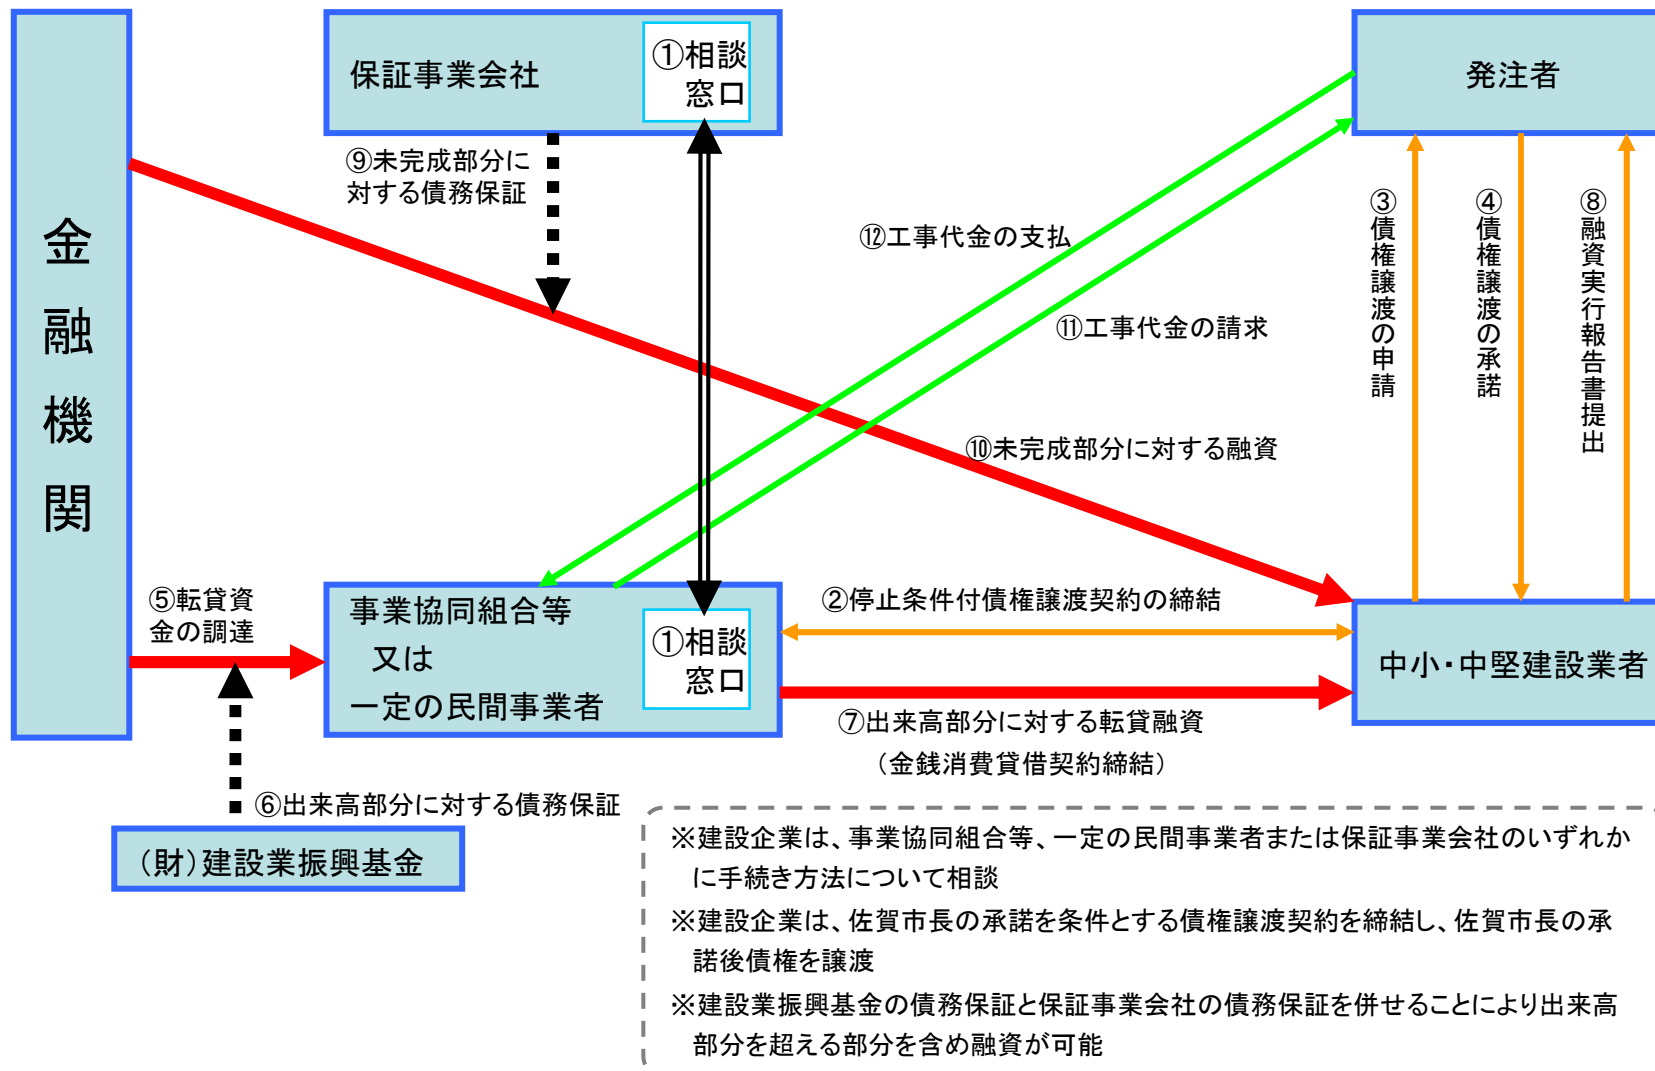 金融機関
保証事業会社
①相談
窓口
発注者
⑨未完成部分に
対する債務保証
⑫工事代金の支払
⑪工事代金の請求
③債権譲渡の申請
④債権譲渡の承諾
⑧融資実行報告書提出
⑩未完成部分に対する融資
⑤転貸資
金の調達
事業協同組合等
又は
一定の民間事業者
①相談
窓口
②停止条件付債権譲渡契約の締結
中小・中堅建設業者
⑦出来高部分に対する転貸融資
（金銭消費貸借契約締結）
⑥出来高部分に対する債務保証
（財）建設業振興基金
※建設企業は、事業協同組合等、一定の民間事業者または保証事業会社のいずれか
に手続き方法について相談
※建設企業は、佐賀市長の承諾を条件とする債権譲渡契約を締結し、佐賀市長の承
諾後債権を譲渡
※建設業振興基金の債務保証と保証事業会社の債務保証を併せることにより出来高
部分を超える部分を含め融資が可能